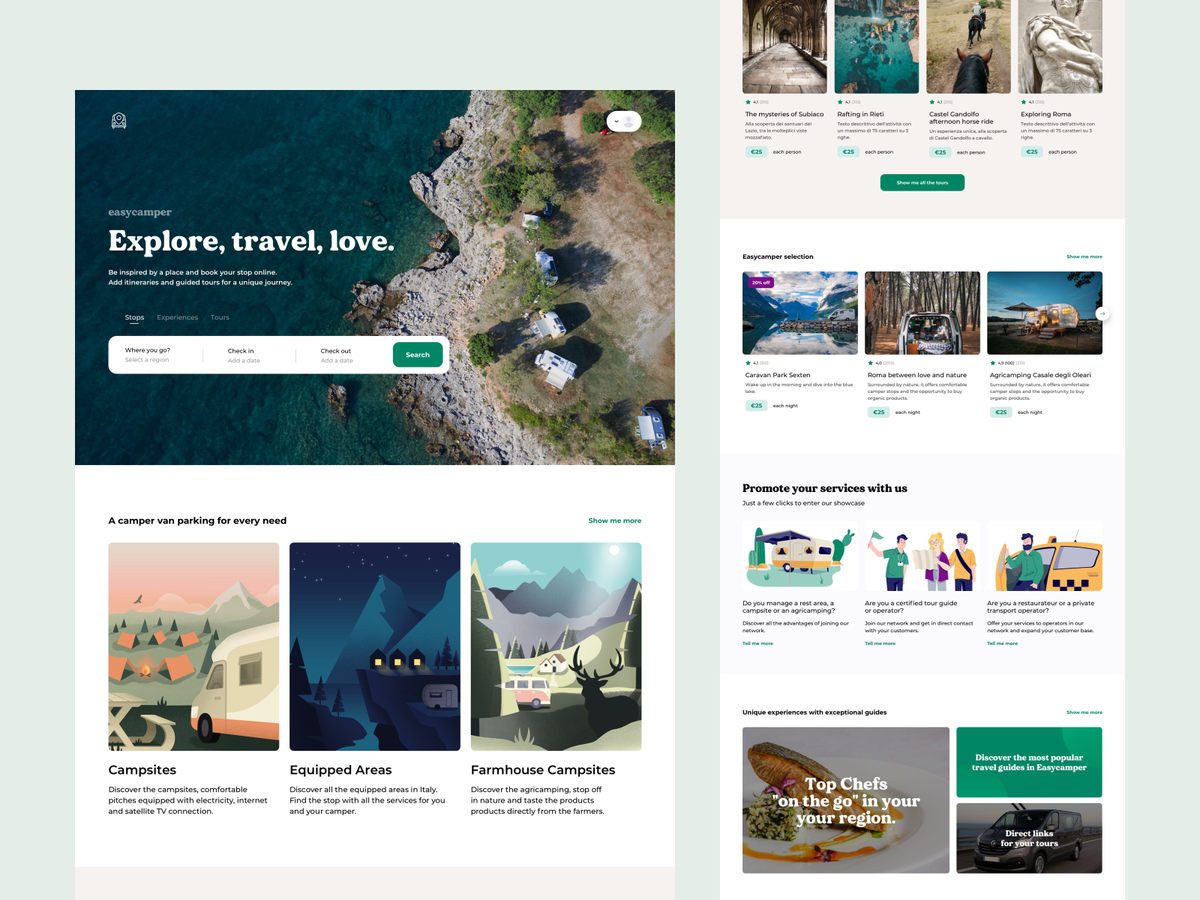 easycamper
Explore, travel, love.
Be inspired by a place and book your stop online.
Add itineraries and guided tours for a unique journey.
Stops Experiences Tours
Where you go?
Select a region
Check in
Add a date
Check out
Add a date
Search
A camper van parking for every need
Show me more
Campsites
Discover the campsites, comfortable
pitches equipped with electricity, internet
and satellite TV connection.
Equipped Areas
Discover all the equipped areas in Italy.
Find the stop with all the services for you
and your camper.
Farmhouse Campsites
Discover the agricamping, stop off
in nature and taste the products
products directly from the farmers.
4,1
The mysteries of Subiaco
Alla scoperta dei santuari del
Lazio, tra le molteplici viste
mozzafiato.
€25 each person
4,1
Rafting in Rieti
Testo descrittivo dell'attività con
un massimo di 75 caratteri su 3
righe.
€25 each person
4,1
Castel Gandolfo
afternoon horse ride
Un esperienza unica, alla scoperta
di Castel Gandolfo a cavallo.
€25 each person
4,1
Exploring Roma
Testo descrittivo dell'attività con
un massimo di 75 caratteri su 3
righe.
€25 each person
Show me all the tours
Easycamper selection
Show me more
20% off
4,1
Caravan Park Sexten
Wake up in the morning and dive into the blue
lake.
€25 each night
4,0
Roma between love and nature
Surrounded by nature, it offers comfortable
camper stops and the opportunity to buy
organic products.
€25 each night
4,9 (100)
Agricamping Casale degli Oleari
Surrounded by nature, it offers comfortable
camper stops and the opportunity to buy
organic products.
€25 each night
Promote your services with us
Just a few clicks to enter our showcase
Do you manage a rest area, a
campsite or an agricamping?
Discover all the advantages of joining our
network.
Tell me more
Are you a certified tour guide
or operator?
Join our network and get in direct contact
with your customers.
Tell me more
Are you a restaurateur or a private
transport operator?
Offer your services to operators in our
network and expand your customer base.
Tell me more
Unique experiences with exceptional guides
Show me more
Top Chefs
"on the go" in your
your region.
Discover the most popular
travel guides in Easycamper
Direct links
for your tours